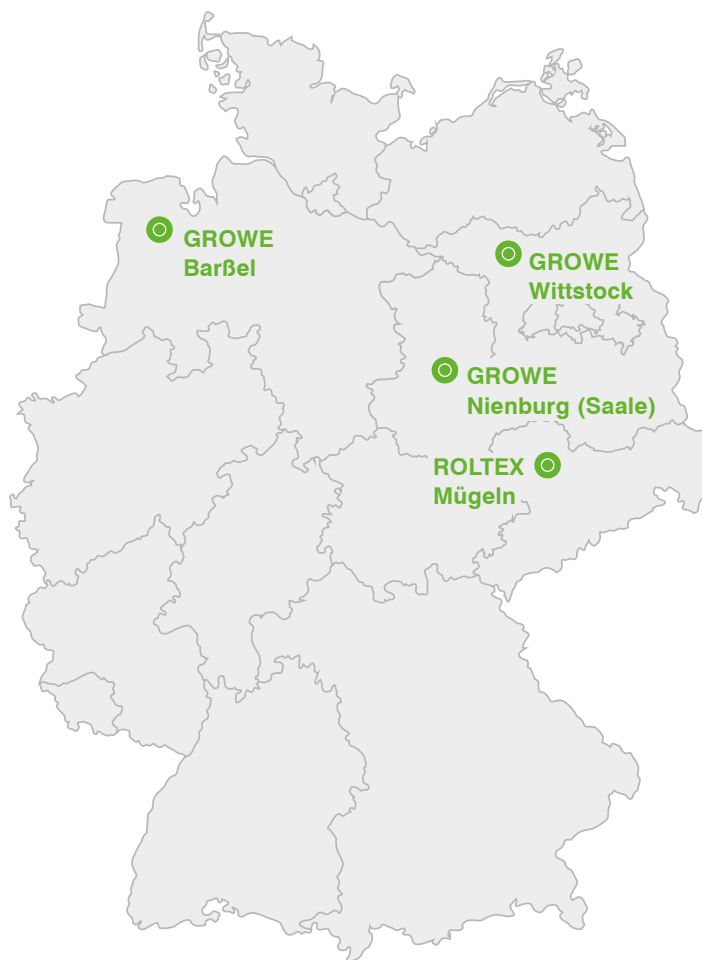 GROWE
Barßel
GROWE
Wittstock
GROWE
Nienburg (Saale)
ROLTEX
Mügeln